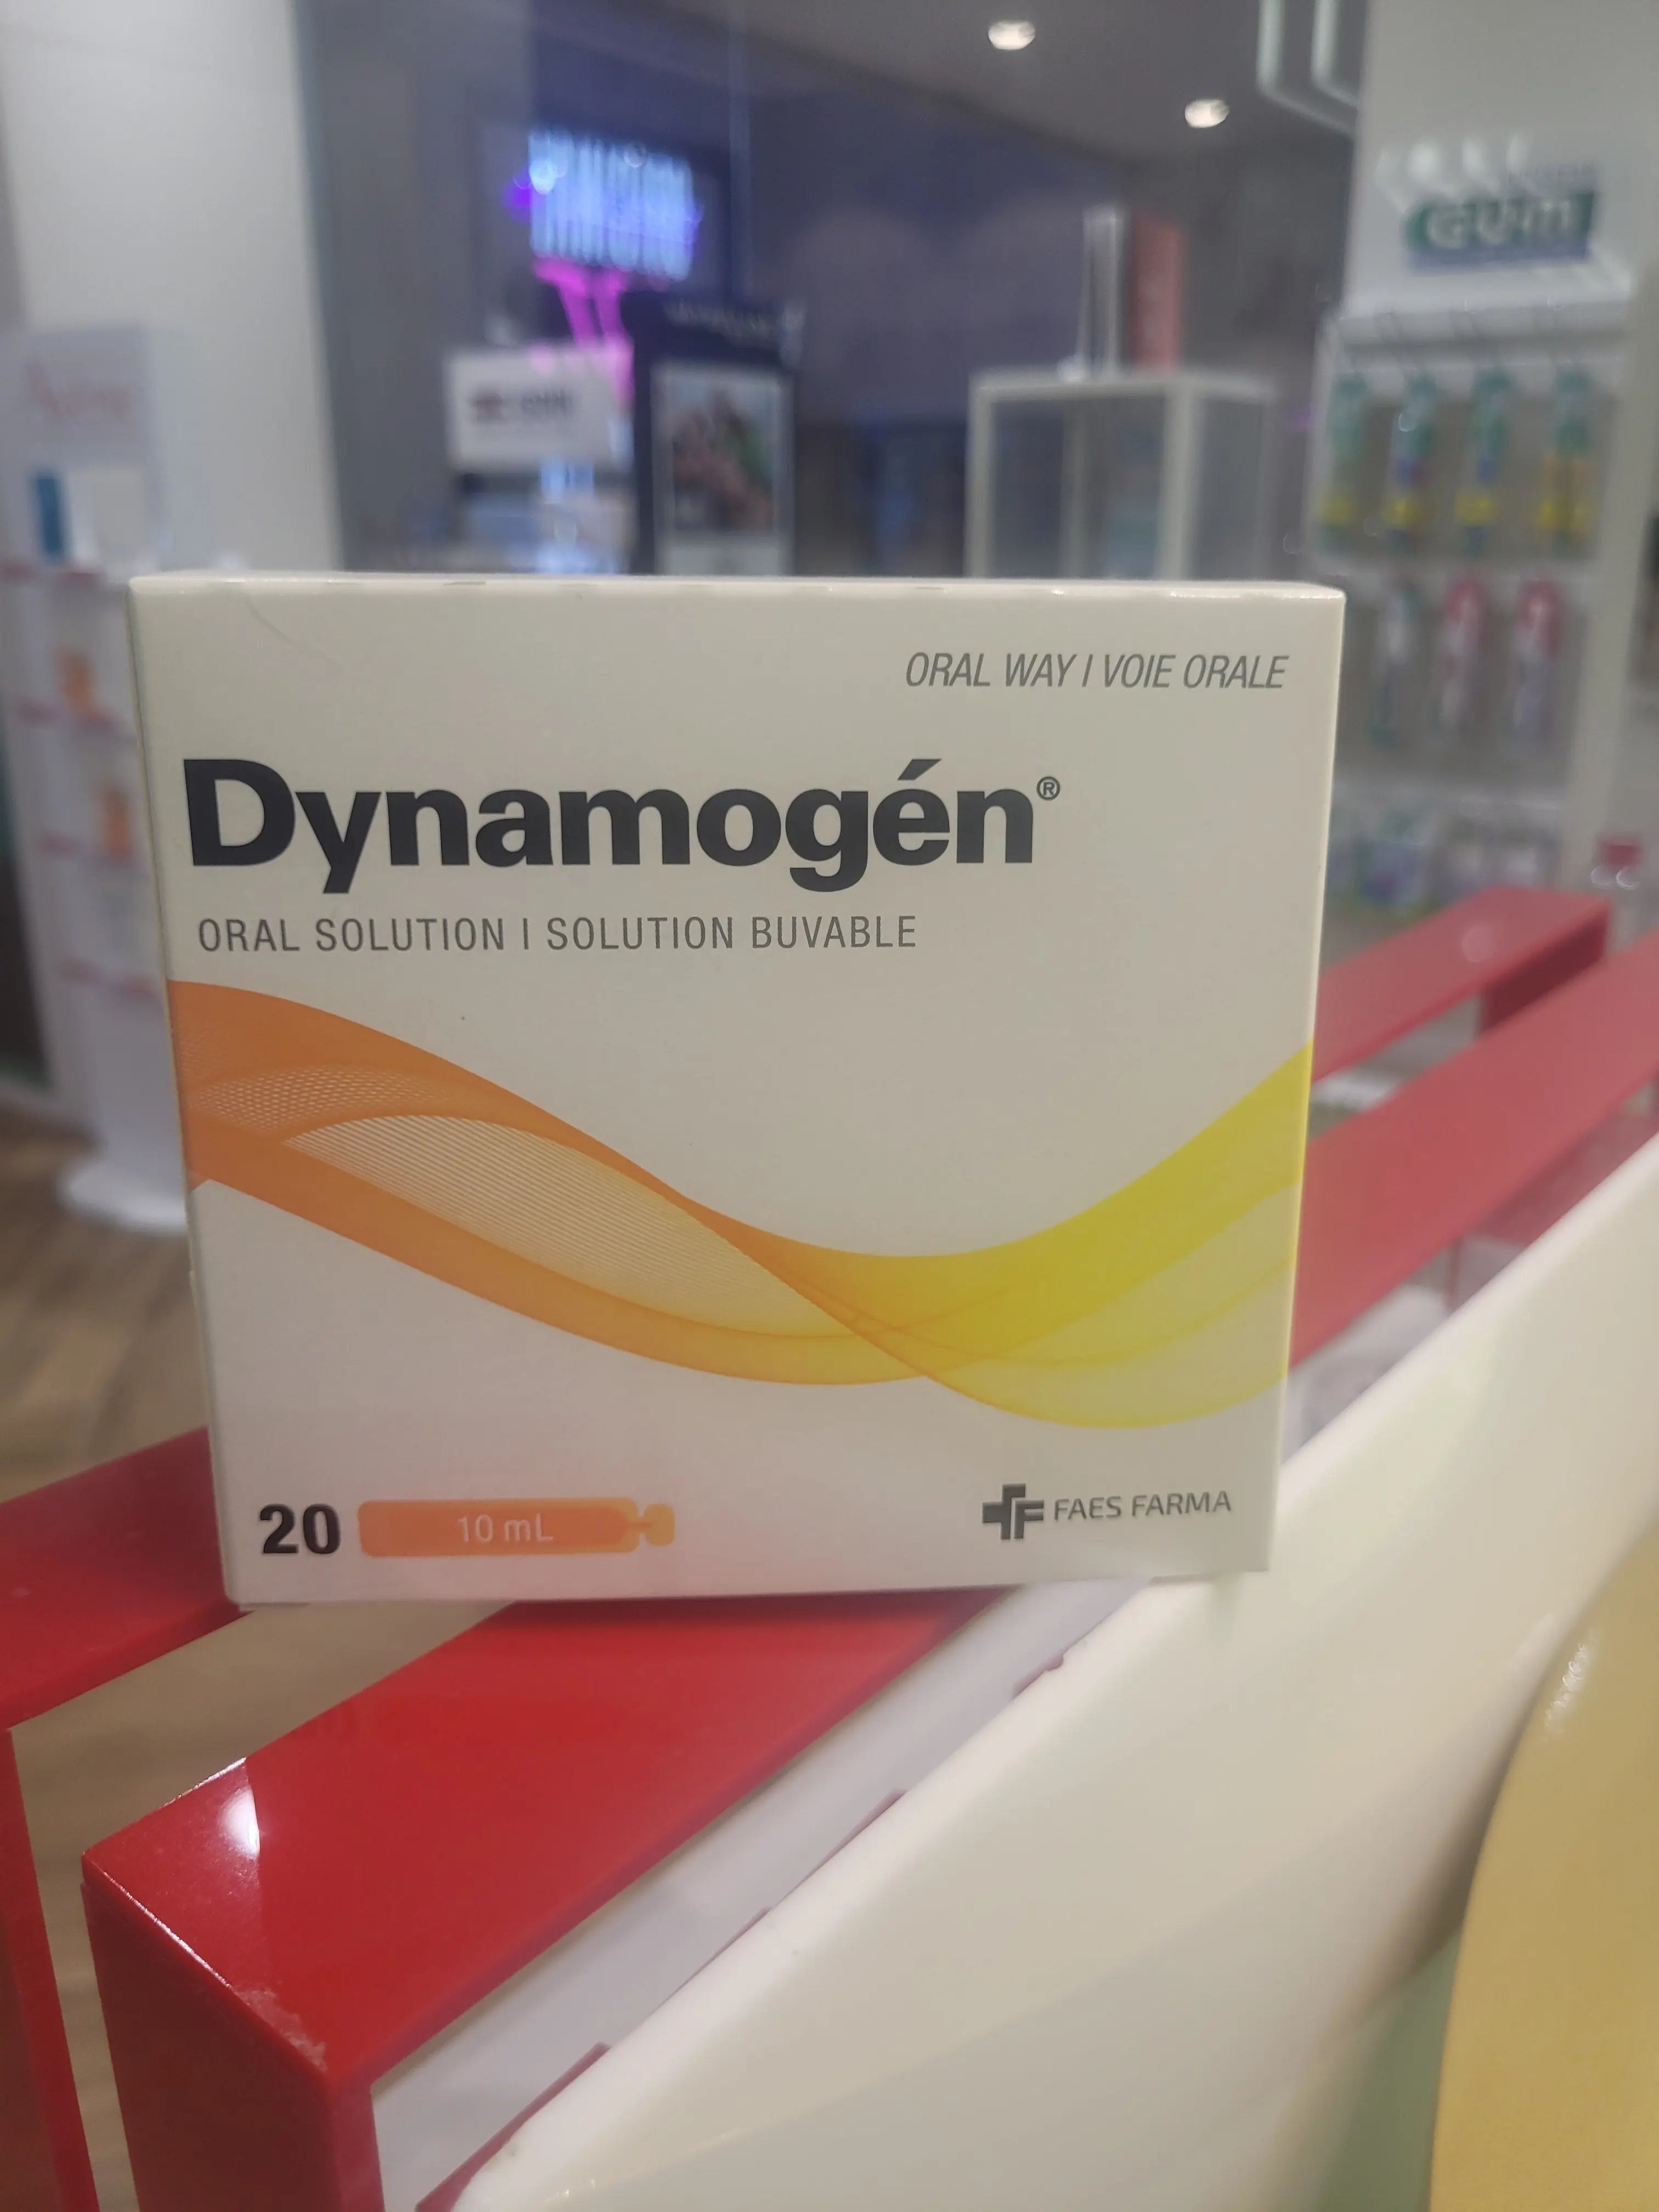 GUM
ORAL WAY I VOIE ORALE
Dynamogén®
ORAL SOLUTION I SOLUTION BUVABLE
20 10 mL
FAES FARMA